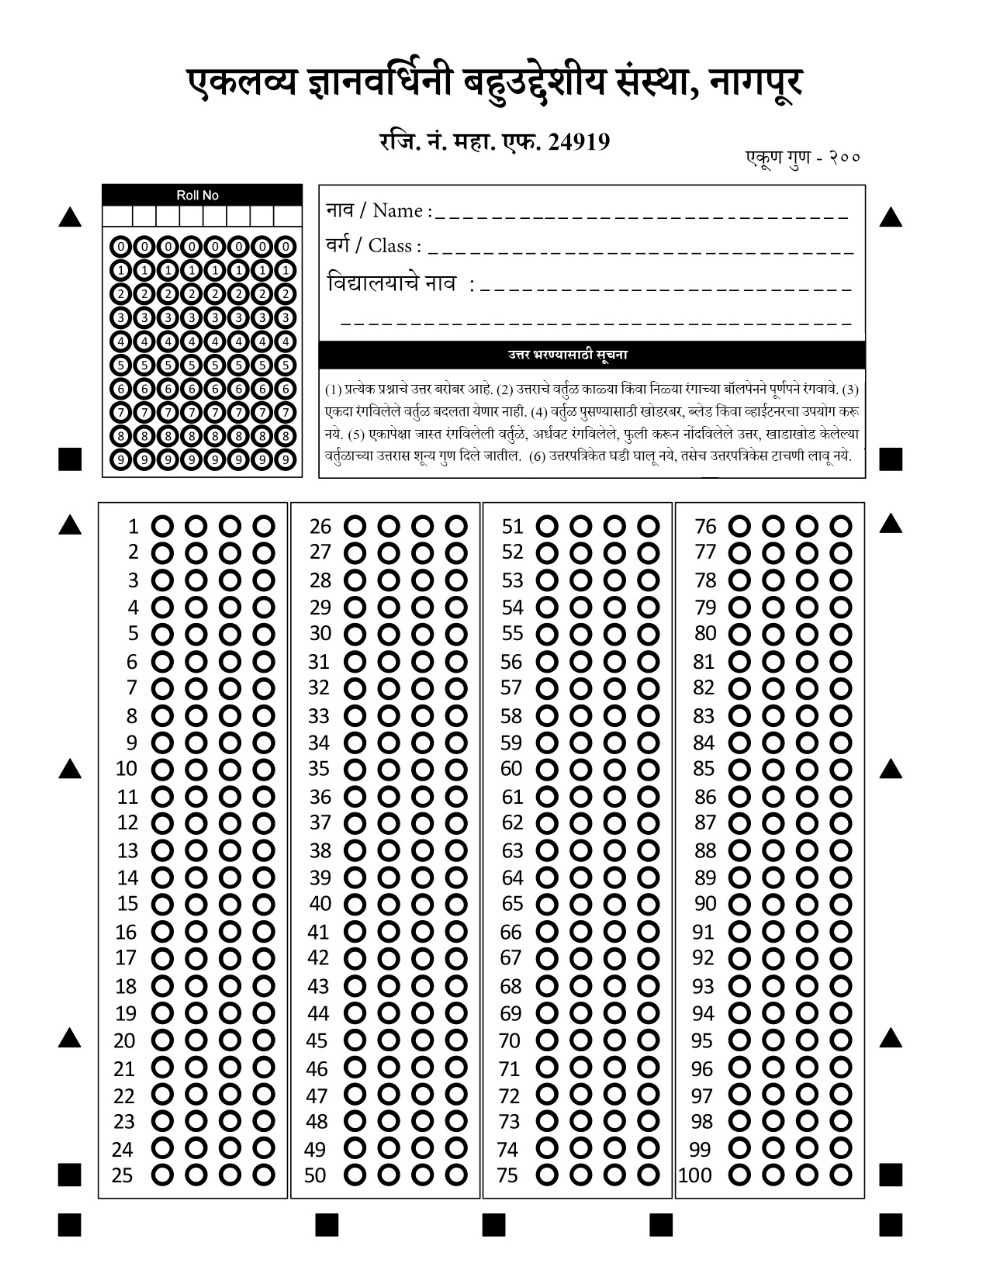 एकलव्य ज्ञानवर्धिनी बहुउद्देशीय संस्था, नागपूर
रजि. नं. महा. एफ. 24919
एकूण गुण - २००
Roll No
0 0 0 0 0 0 0 0
1 1 1 1 1 1 1 1
2 2 2 2 2 2 2 2
3 3 3 3 3 3 3 3
4 4 4 4 4 4 4 4
5 5 5 5 5 5 5 5
6 6 6 6 6 6 6 6
7 7 7 7 7 7 7 7
8 8 8 8 8 8 8 8
9 9 9 9 9 9 9 9
नाव / Name :
वर्ग / Class :
विद्यालयाचे नाव :
उत्तर भरण्यासाठी सूचना
(1) प्रत्येक प्रश्नाचे उत्तर बरोबर आहे. (2) उत्तराचे वर्तुळ काळ्या किंवा निळ्या रंगाच्या बॉलपेनने पूर्णपने रंगवावे. (3)
एकदा रंगविलेले वर्तुळ बदलता येणार नाही. (4) वर्तुळ पुसण्यासाठी खोडरबर, ब्लेड किंवा व्हाईटनरचा उपयोग करू
नये. (5) एकापेक्षा जास्त रंगविलेली वर्तुळे, अर्धवट रंगविलेले, फुली करून नोंदविलेले उत्तर, खाडाखोड केलेल्या
वर्तुळाच्या उत्तरास शून्य गुण दिले जातील. (6) उत्तरपत्रिकेत घडी घालू नये, तसेच उत्तरपत्रिकेस टाचणी लावू नये.
1 26 51 76
2 27 52 77
3 28 53 78
4 29 54 79
5 30 55 80
6 31 56 81
7 32 57 82
8 33 58 83
9 34 59 84
10 35 60 85
11 36 61 86
12 37 62 87
13 38 63 88
14 39 64 89
15 40 65 90
16 41 66 91
17 42 67 92
18 43 68 93
19 44 69 94
20 45 70 95
21 46 71 96
22 47 72 97
23 48 73 98
24 49 74 99
25 50 75 100